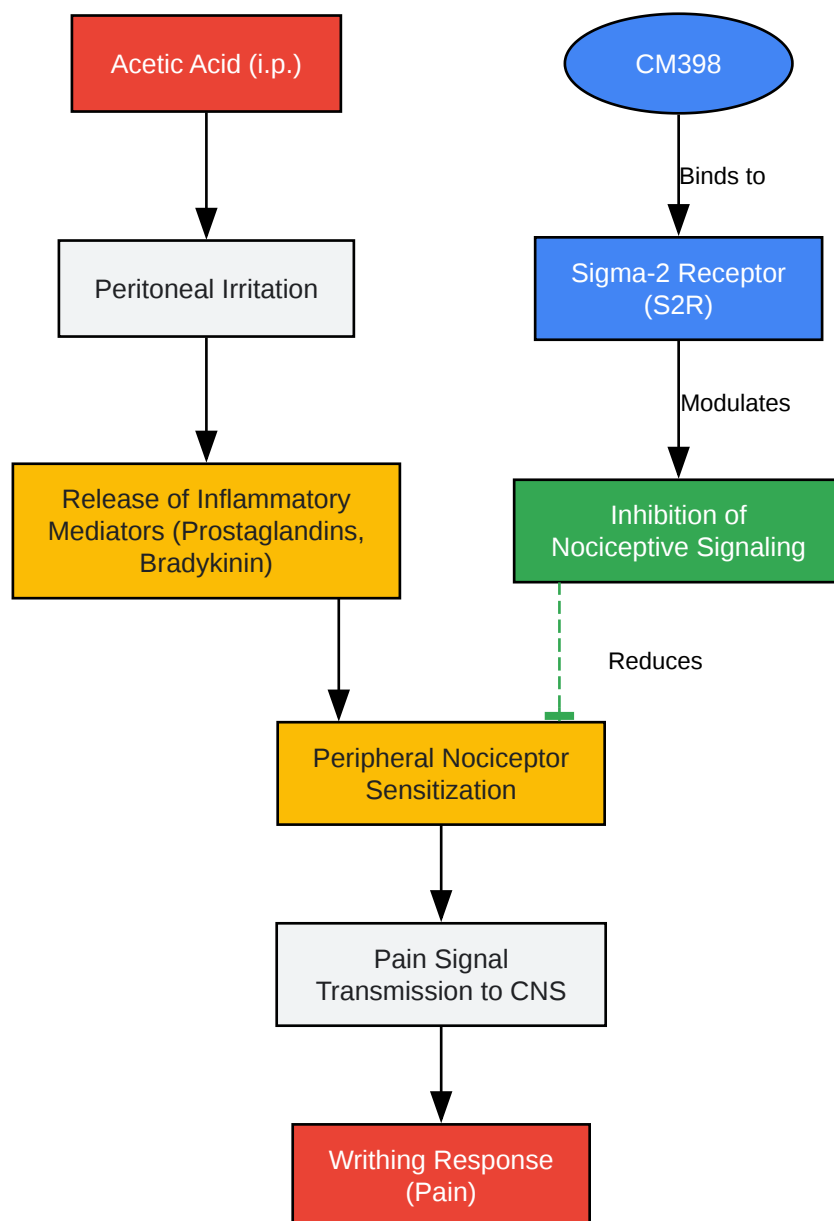 Acetic Acid (i.p.)
CM398
Binds to
Peritoneal Irritation
Sigma-2 Receptor
(S2R)
Modulates
Release of Inflammatory
Mediators (Prostaglandins,
Bradykinin)
Inhibition of
Nociceptive Signaling
Reduces
Peripheral Nociceptor
Sensitization
Pain Signal
Transmission to CNS
Writhing Response
(Pain)